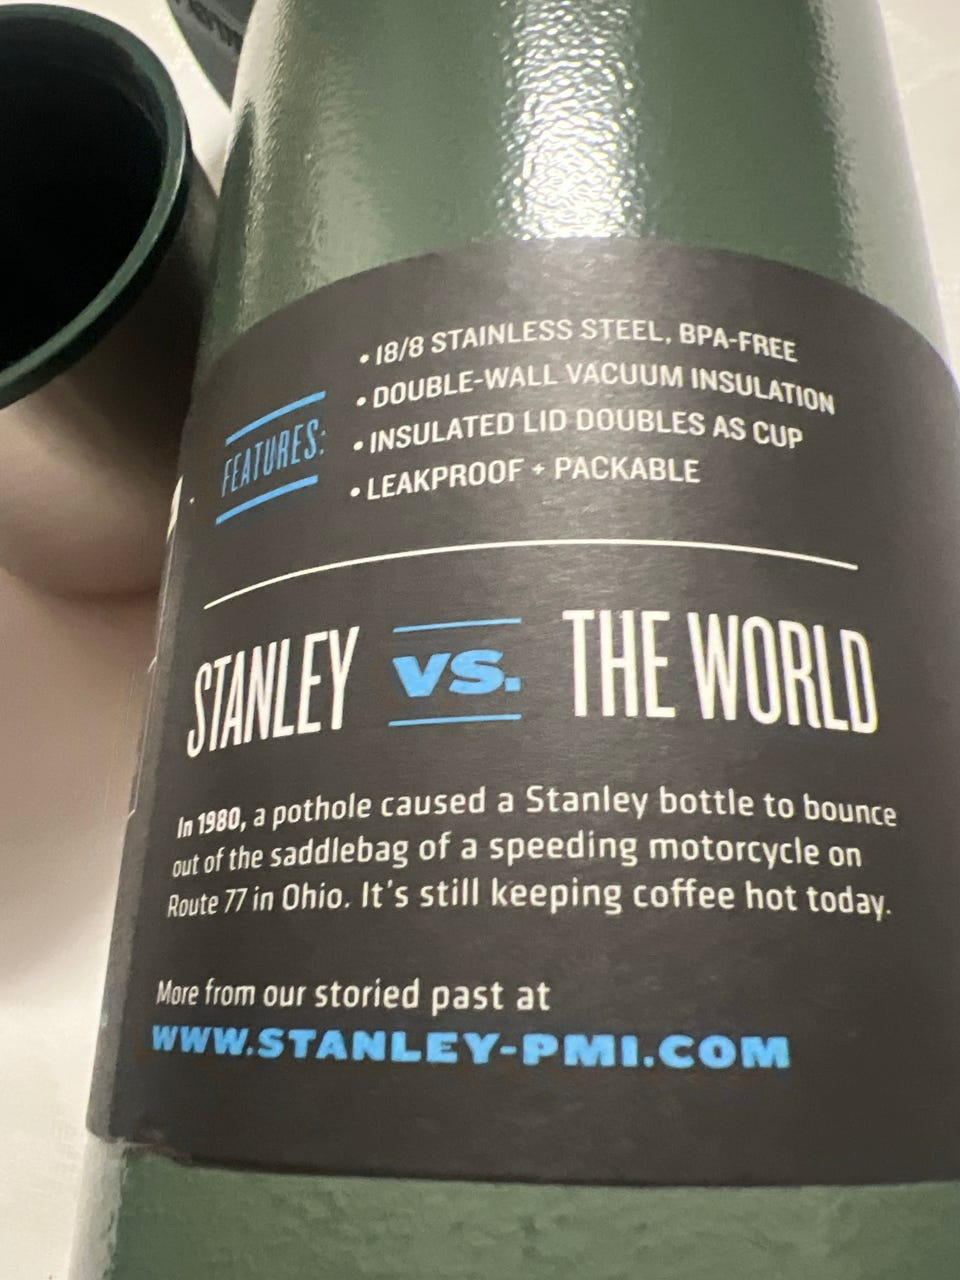 • 18/8 STAINLESS STEEL, BPA-FREE
• DOUBLE-WALL VACUUM INSULATION
FEATURES:
• INSULATED LID DOUBLES AS CUP
• LEAKPROOF + PACKABLE
STANLEY VS. THE WORLD
In 1980, a pothole caused a Stanley bottle to bounce
out of the saddlebag of a speeding motorcycle on
Route 77 in Ohio. It's still keeping coffee hot today.
More from our storied past at
WWW.STANLEY-PMI.COM